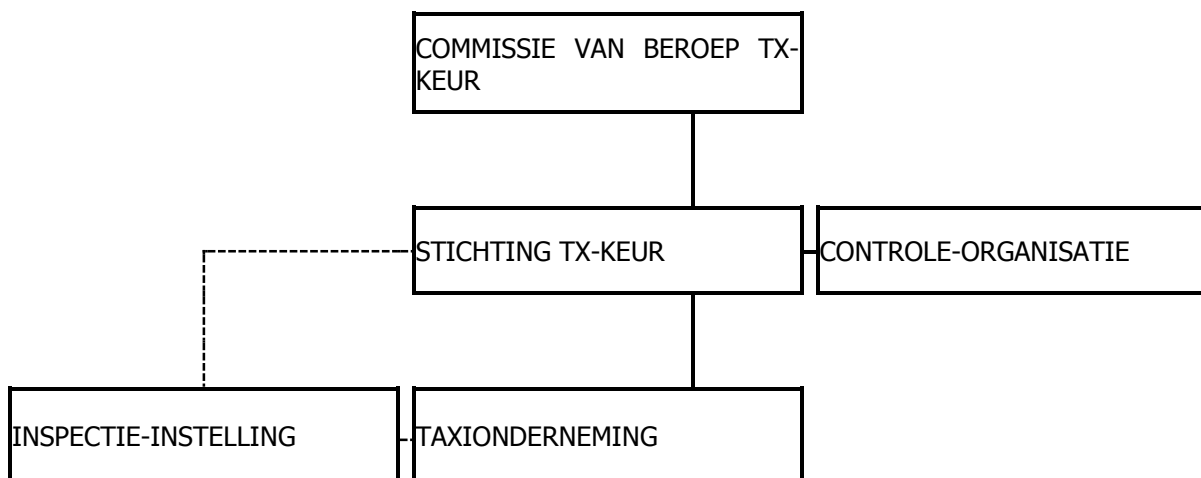 COMMISSIE VAN BEROEP TX-
KEUR
STICHTING TX-KEUR
CONTROLE-ORGANISATIE
INSPECTIE-INSTELLING
TAXIONDERNEMING